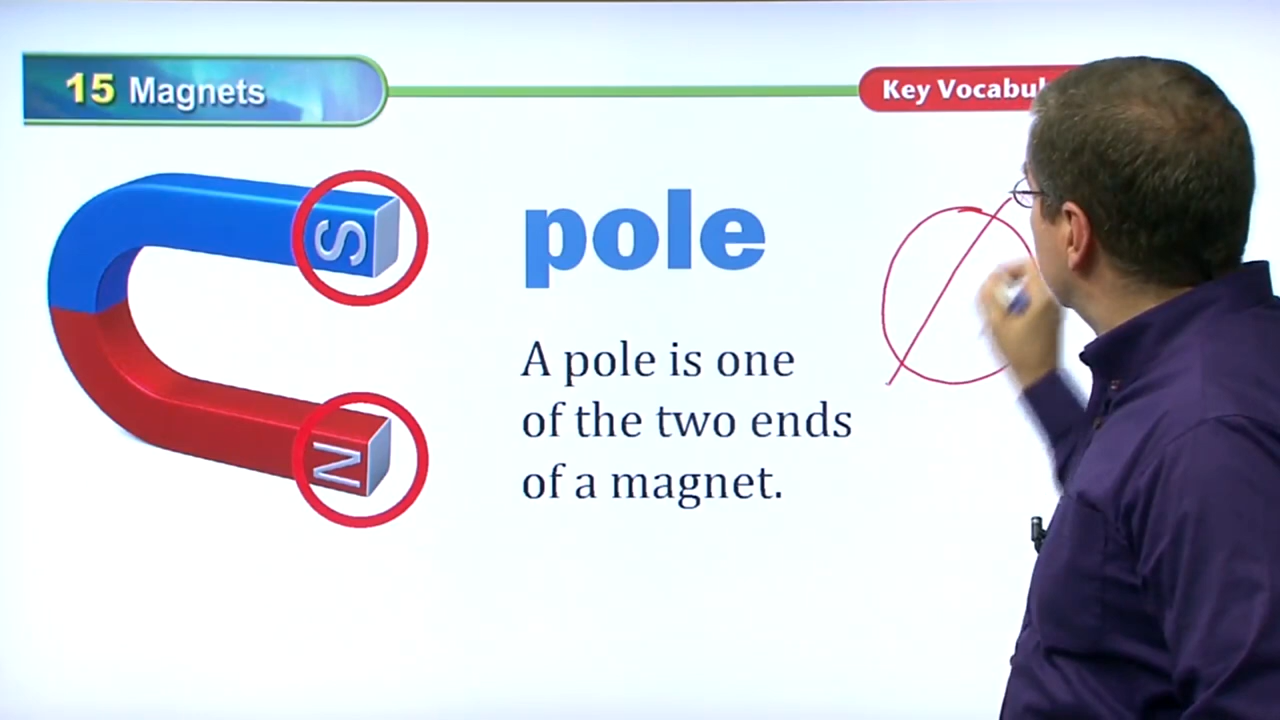 15 Magnets
Key Vocabul
S
pole
A pole is one
of the two ends
of a magnet.
N